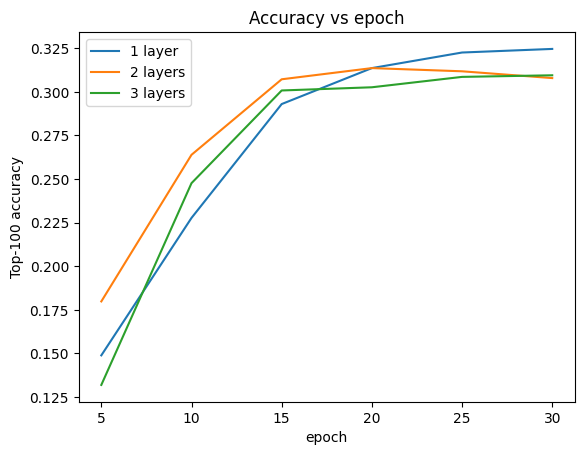 Accuracy vs epoch
1 layer
2 layers
3 layers
Top-100 accuracy
0.325
0.300
0.275
0.250
0.225
0.200
0.175
0.150
0.125
5 10 15 20 25 30
epoch